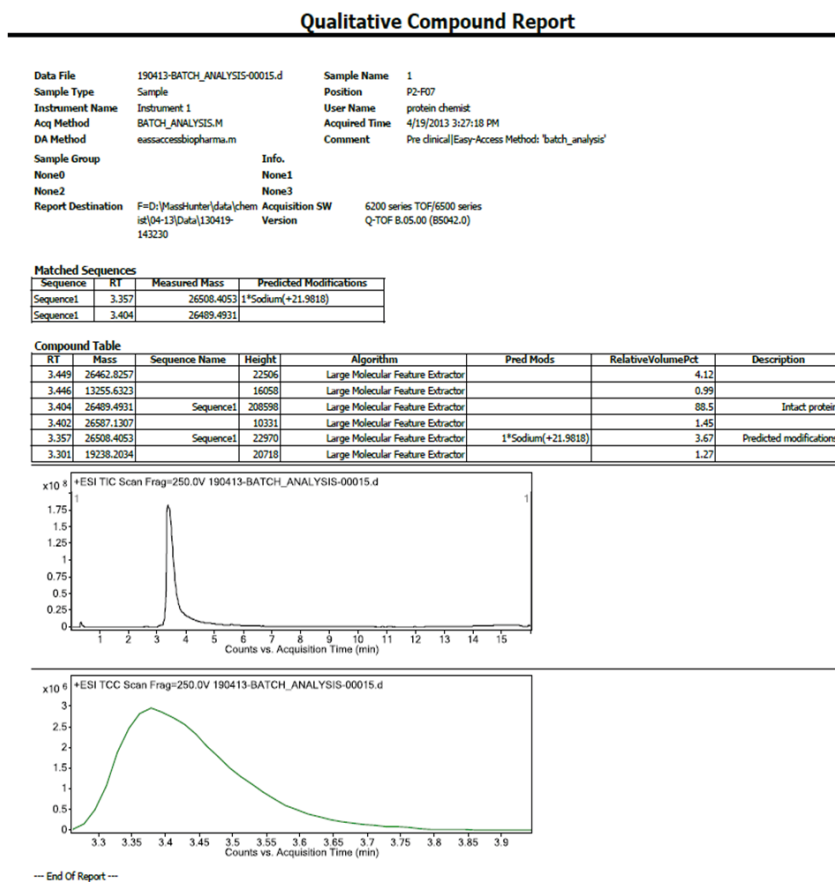 Qualitative Compound Report
Data File 190413-BATCH_ANALYSIS-00015.d Sample Name 1
Sample Type Sample Position P2-F07
Instrument Name Instrument 1 User Name protein chemist
Acq Method BATCH_ANALYSIS.M Acquired Time 4/19/2013 3:27:18 PM
DA Method eassaccessbiopharma.m Comment Pre clinical|Easy-Access Method: 'batch_analysis'
Sample Group Info.
None0 None1
None2 None3
Report Destination F=D:\MassHunter\data\chem Acquisition SW 6200 series TOF/6500 series
ist\04-13\Data\130419- Version Q-TOF B.05.00 (B5042.0)
143230
Matched Sequences
Sequence RT Measured Mass Predicted Modifications
Sequence1 3.357 26508.4053 1*Sodium(+21.9818)
Sequence1 3.404 26489.4931
Compound Table
RT Mass Sequence Name Height Algorithm Pred Mods RelativeVolumePct Description
3.449 26462.8257 22506 Large Molecular Feature Extractor 4.12
3.446 13255.6323 16058 Large Molecular Feature Extractor 0.99
3.404 26489.4931 Sequence1 208598 Large Molecular Feature Extractor 88.5 Intact protein
3.402 26587.1307 10331 Large Molecular Feature Extractor 1.45
3.357 26508.4053 Sequence1 22970 Large Molecular Feature Extractor 1*Sodium(+21.9818) 3.67 Predicted modifications
3.301 19238.2034 20718 Large Molecular Feature Extractor 1.27
x10 8 +ESI TIC Scan Frag=250.0V 190413-BATCH_ANALYSIS-00015.d
1 1
1.75
1.5
1.25
1
0.75
0.5
0.25
0
1 2 3 4 5 6 7 8 9 10 11 12 13 14 15
Counts vs. Acquisition Time (min)
x10 6 +ESI TCC Scan Frag=250.0V 190413-BATCH_ANALYSIS-00015.d
3
2.5
2
1.5
1
0.5
0
3.3 3.35 3.4 3.45 3.5 3.55 3.6 3.65 3.7 3.75 3.8 3.85 3.9
Counts vs. Acquisition Time (min)
--- End Of Report ---